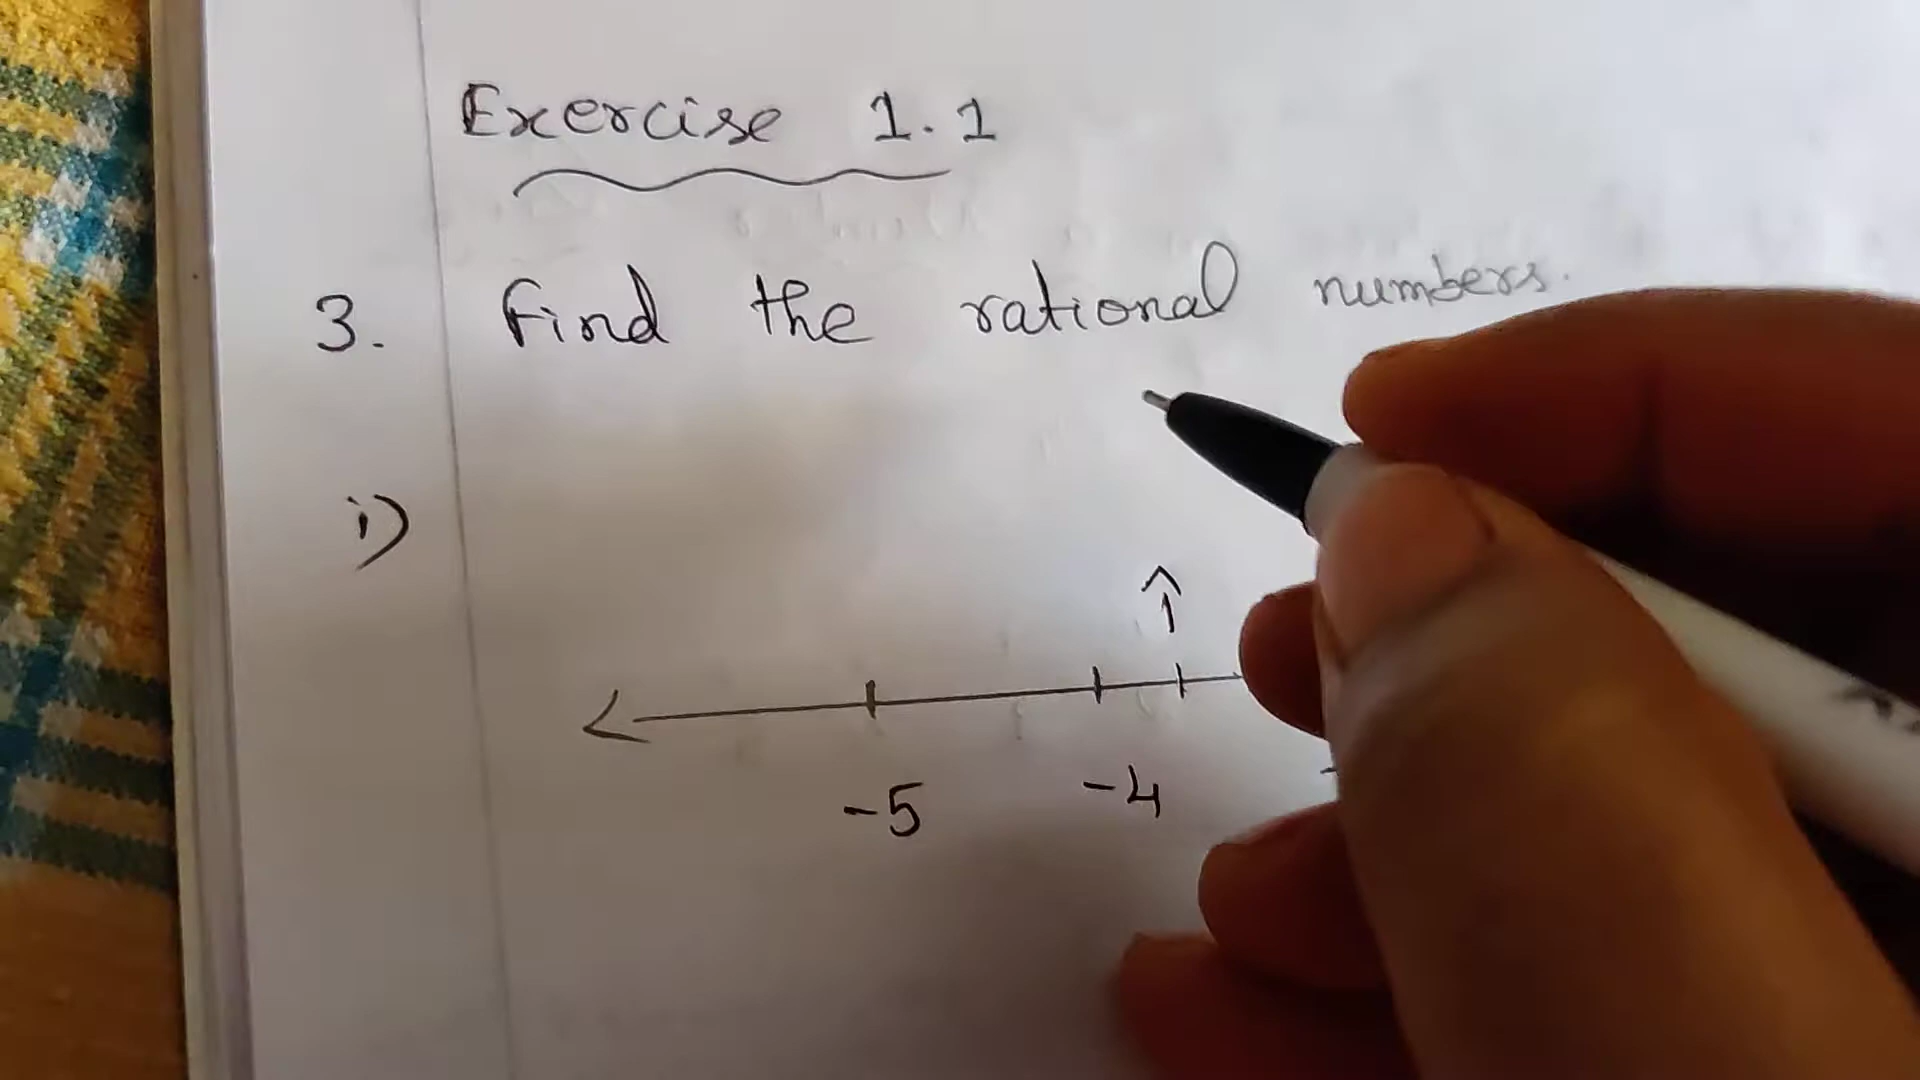 Exercise 1.1
3. Find the rational numbers.
i)
-5 -4